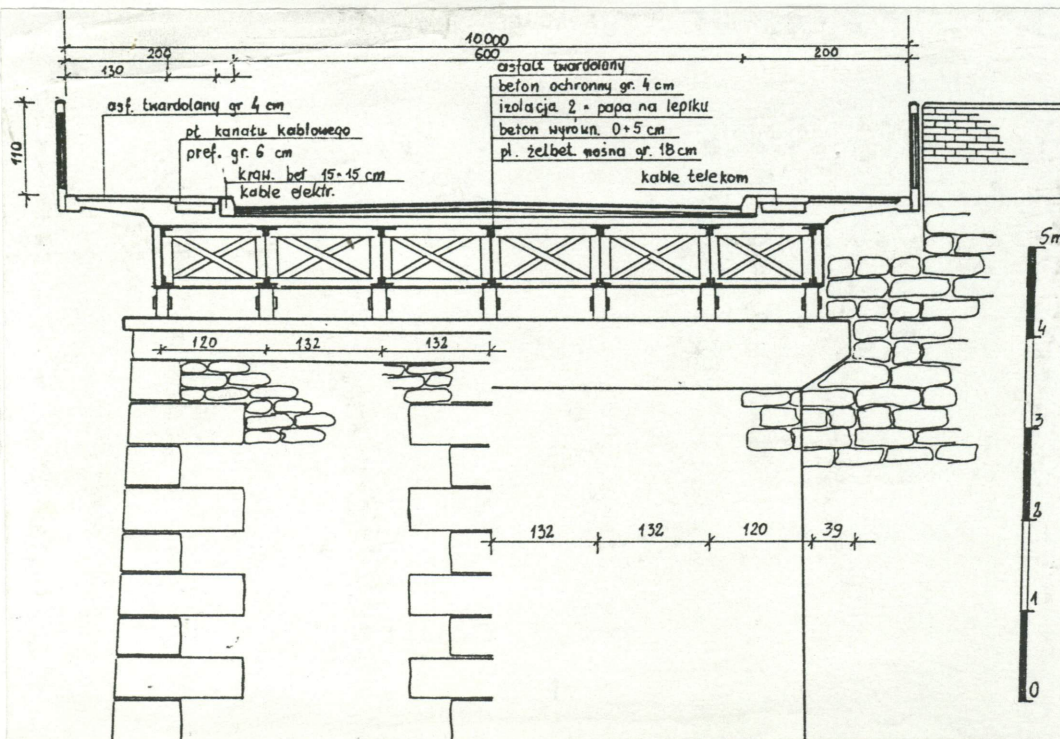 10000
200
600
200
130
110
asf. twardolany gr 4 cm
pł. kanału kablowego
pref. gr. 6 cm
kraw. bet 15×15 cm
kable elektr.
asfalt twardolany
beton ochronny gr. 4 cm
izolacja 2 × papa na lepiku
beton wyrówn. 0÷5 cm
pł. żelbet. nośna gr. 18 cm
kable telekom
120
132
132
132
132
120
39
5m
4
3
2
1
0